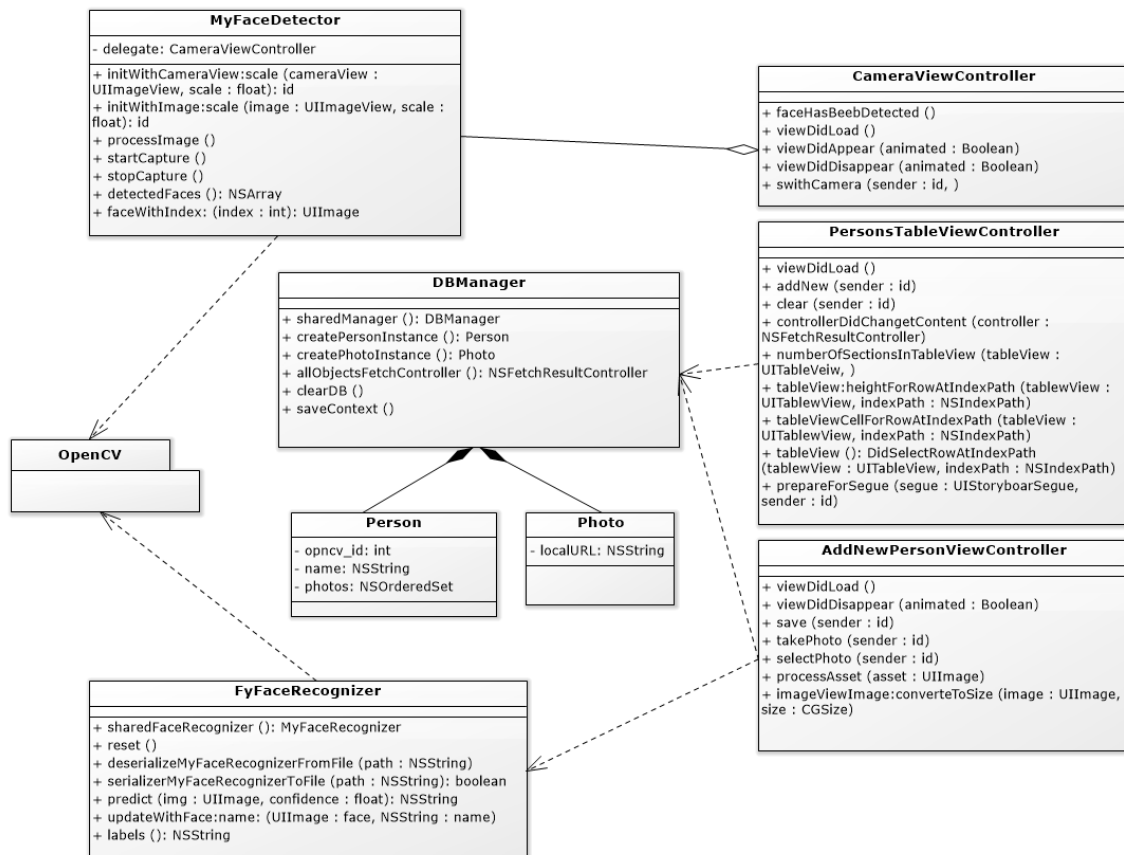 MyFaceDetector
- delegate: CameraViewController
+ initWithCameraView:scale (cameraView :
UIImageView, scale : float): id
+ initWithImage:scale (image : UIImageView, scale :
float): id
+ processImage ()
+ startCapture ()
+ stopCapture ()
+ detectedFaces (): NSArray
+ faceWithIndex: (index : int): UIImage
CameraViewController
+ faceHasBeebDetected ()
+ viewDidLoad ()
+ viewDidAppear (animated : Boolean)
+ viewDidDisappear (animated : Boolean)
+ swithCamera (sender : id, )
PersonsTableViewController
+ viewDidLoad ()
+ addNew (sender : id)
+ clear (sender : id)
+ controllerDidChangetContent (controller :
NSFetchResultController)
+ numberOfSectionsInTableView (tableView :
UITableVeiw, )
+ tableView:heightForRowAtIndexPath (tablewView :
UITablewView, indexPath : NSIndexPath)
+ tableViewCellForRowAtIndexPath (tableView :
UITablewView, indexPath : NSIndexPath)
+ tableView (): DidSelectRowAtIndexPath
(tablewView : UITableView, indexPath : NSIndexPath)
+ prepareForSegue (segue : UIStoryboarSegue,
sender : id)
DBManager
+ sharedManager (): DBManager
+ createPersonInstance (): Person
+ createPhotoInstance (): Photo
+ allObjectsFetchController (): NSFetchResultController
+ clearDB ()
+ saveContext ()
OpenCV
Person
- opncv_id: int
- name: NSString
- photos: NSOrderedSet
Photo
- localURL: NSString
AddNewPersonViewController
+ viewDidLoad ()
+ viewDidDisappear (animated : Boolean)
+ save (sender : id)
+ takePhoto (sender : id)
+ selectPhoto (sender : id)
+ processAsset (asset : UIImage)
+ imageViewImage:converteToSize (image : UIImage,
size : CGSize)
FyFaceRecognizer
+ sharedFaceRecognizer (): MyFaceRecognizer
+ reset ()
+ deserializeMyFaceRecognizerFromFile (path : NSString)
+ serializerMyFaceRecognizerToFile (path : NSString): boolean
+ predict (img : UIImage, confidence : float): NSString
+ updateWithFace:name: (UIImage : face, NSString : name)
+ labels (): NSString